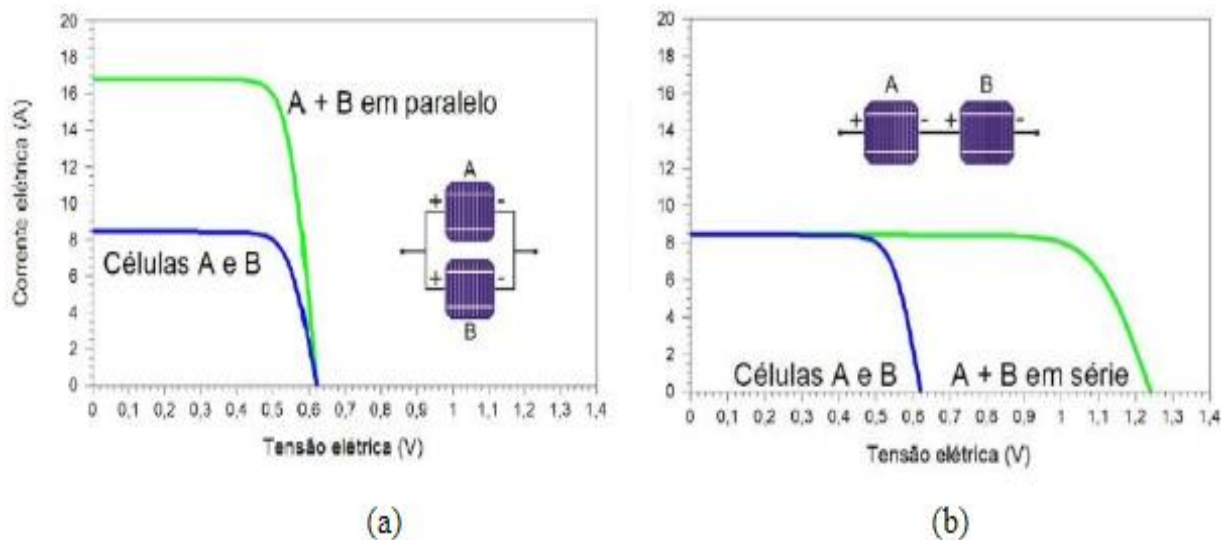 20
18
16
14
12
10
8
6
4
2
0
Corrente elétrica (A)
A + B em paralelo
A
+ -
+ -
B
Células A e B
0 0,1 0,2 0,3 0,4 0,5 0,6 0,7 0,8 0,9 1 1,1 1,2 1,3 1,4
Tensão elétrica (V)
(a)
20
18
16
14
12
10
8
6
4
2
0
A B
+ - + -
Células A e B A + B em série
0 0,1 0,2 0,3 0,4 0,5 0,6 0,7 0,8 0,9 1 1,1 1,2 1,3 1,4
Tensão elétrica (V)
(b)